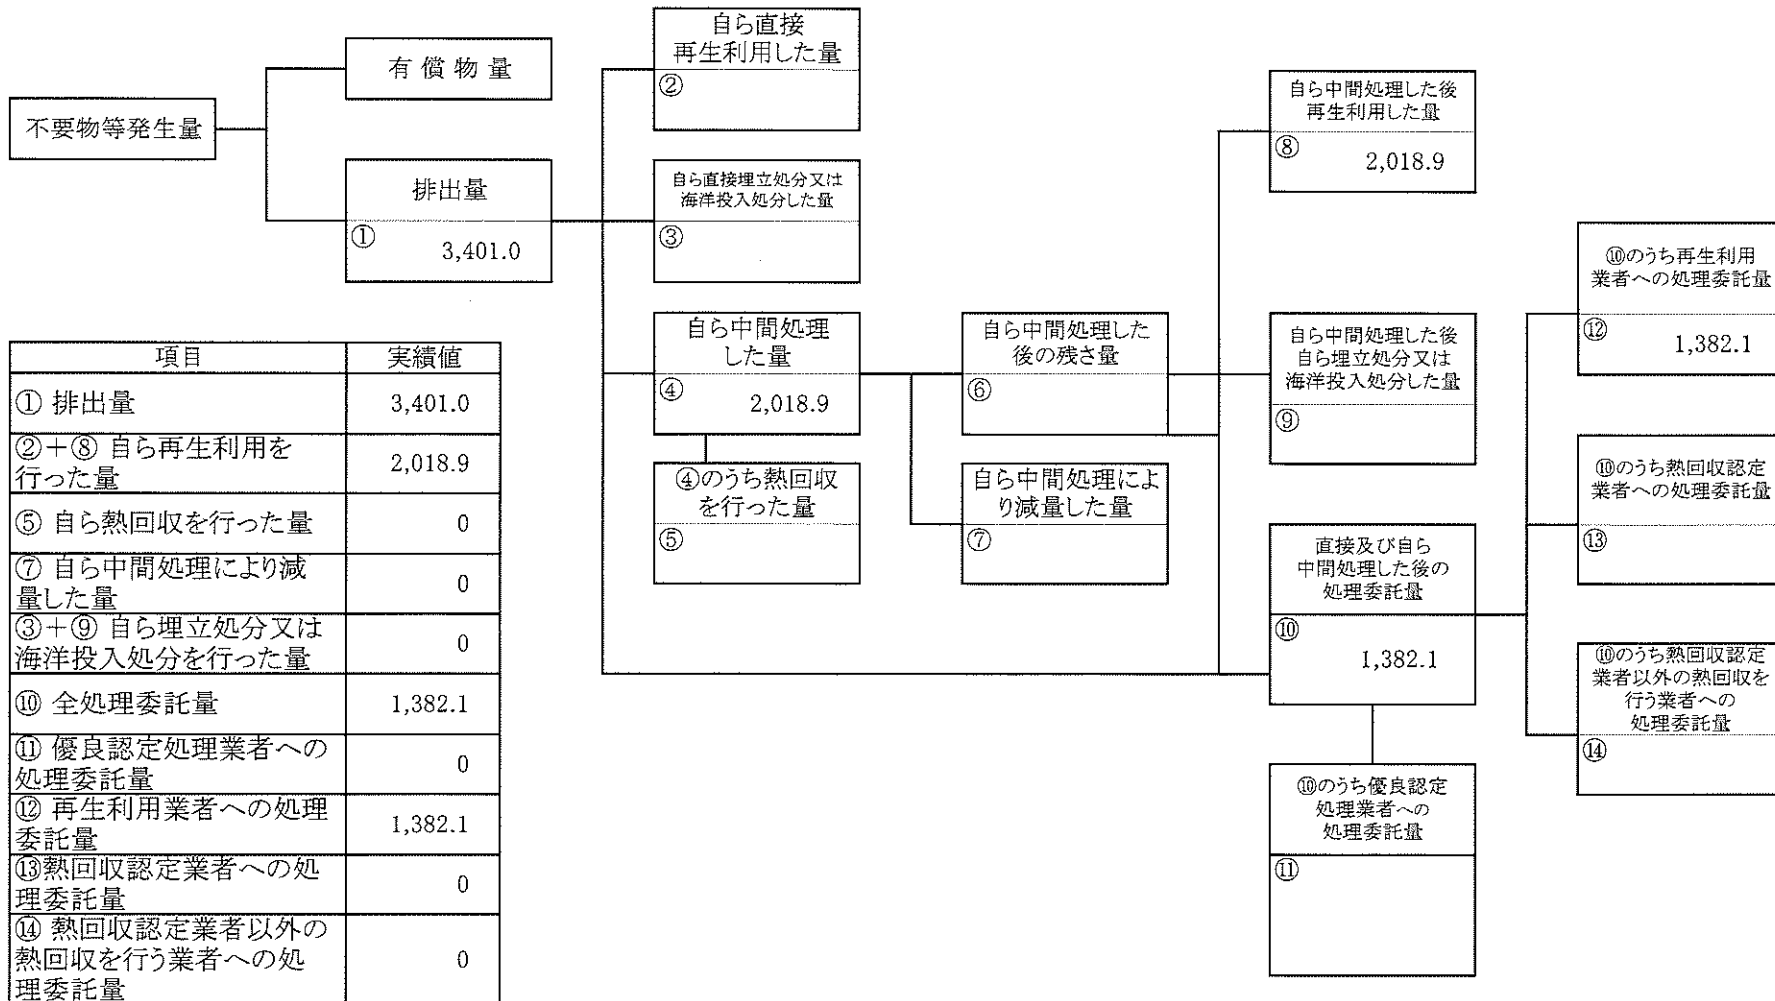 不要物等発生量
有償物量
排出量
①
3,401.0
自ら直接
再生利用した量
②
自ら直接埋立処分又は
海洋投入処分した量
③
自ら中間処理
した量
④
2,018.9
④のうち熱回収
を行った量
⑤
自ら中間処理した
後の残さ量
⑥
自ら中間処理によ
り減量した量
⑦
自ら中間処理した後
再生利用した量
⑧
2,018.9
自ら中間処理した後
自ら埋立処分又は
海洋投入処分した量
⑨
直接及び自ら
中間処理した後の
処理委託量
⑩
1,382.1
⑩のうち優良認定
処理業者への
処理委託量
⑪
⑩のうち再生利用
業者への処理委託量
⑫
1,382.1
⑩のうち熱回収認定
業者への処理委託量
⑬
⑩のうち熱回収認定
業者以外の熱回収を
行う業者への
処理委託量
⑭
項目 実績値
① 排出量 3,401.0
②＋⑧ 自ら再生利用を
行った量 2,018.9
⑤ 自ら熱回収を行った量 0
⑦ 自ら中間処理により減
量した量 0
③＋⑨ 自ら埋立処分又は
海洋投入処分を行った量 0
⑩ 全処理委託量 1,382.1
⑪ 優良認定処理業者への
処理委託量 0
⑫ 再生利用業者への処理
委託量 1,382.1
⑬熱回収認定業者への処
理委託量 0
⑭ 熱回収認定業者以外の
熱回収を行う業者への処
理委託量 0